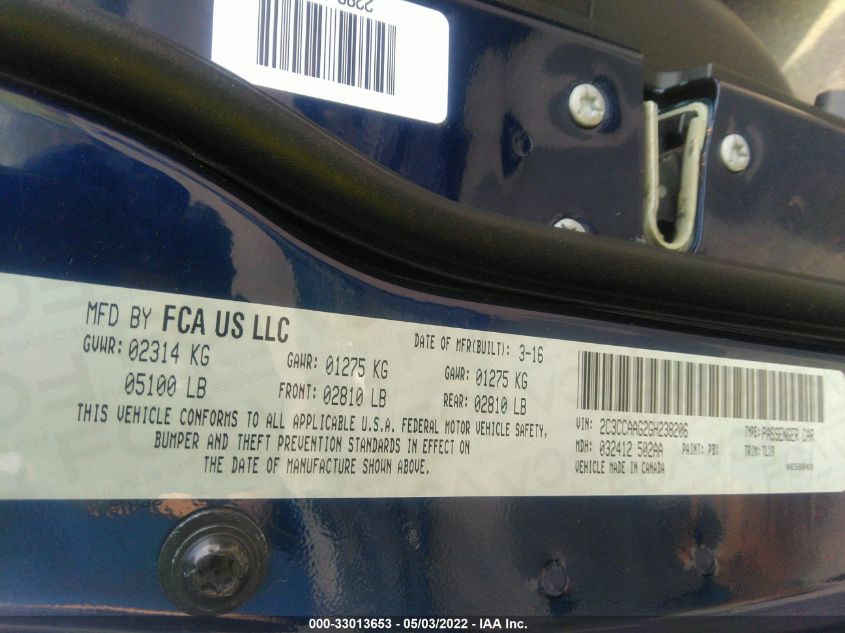 MFD BY FCA US LLC
DATE OF MFR(BUILT): 3-16
GVWR: 02314 KG
GAWR: 01275 KG
GAWR: 01275 KG
05100 LB
FRONT: 02810 LB
REAR: 02810 LB
THIS VEHICLE CONFORMS TO ALL APPLICABLE U.S.A. FEDERAL MOTOR VEHICLE SAFETY,
BUMPER AND THEFT PREVENTION STANDARDS IN EFFECT ON
THE DATE OF MANUFACTURE SHOWN ABOVE.
VIN: 2C3CCAAG2GH238206
TYPE: PASSENGER CAR
MDH: 032412 502AA
PAINT: PBX
TRIM: TLX9
VEHICLE MADE IN CANADA
000-33013653 - 05/03/2022 - IAA Inc.